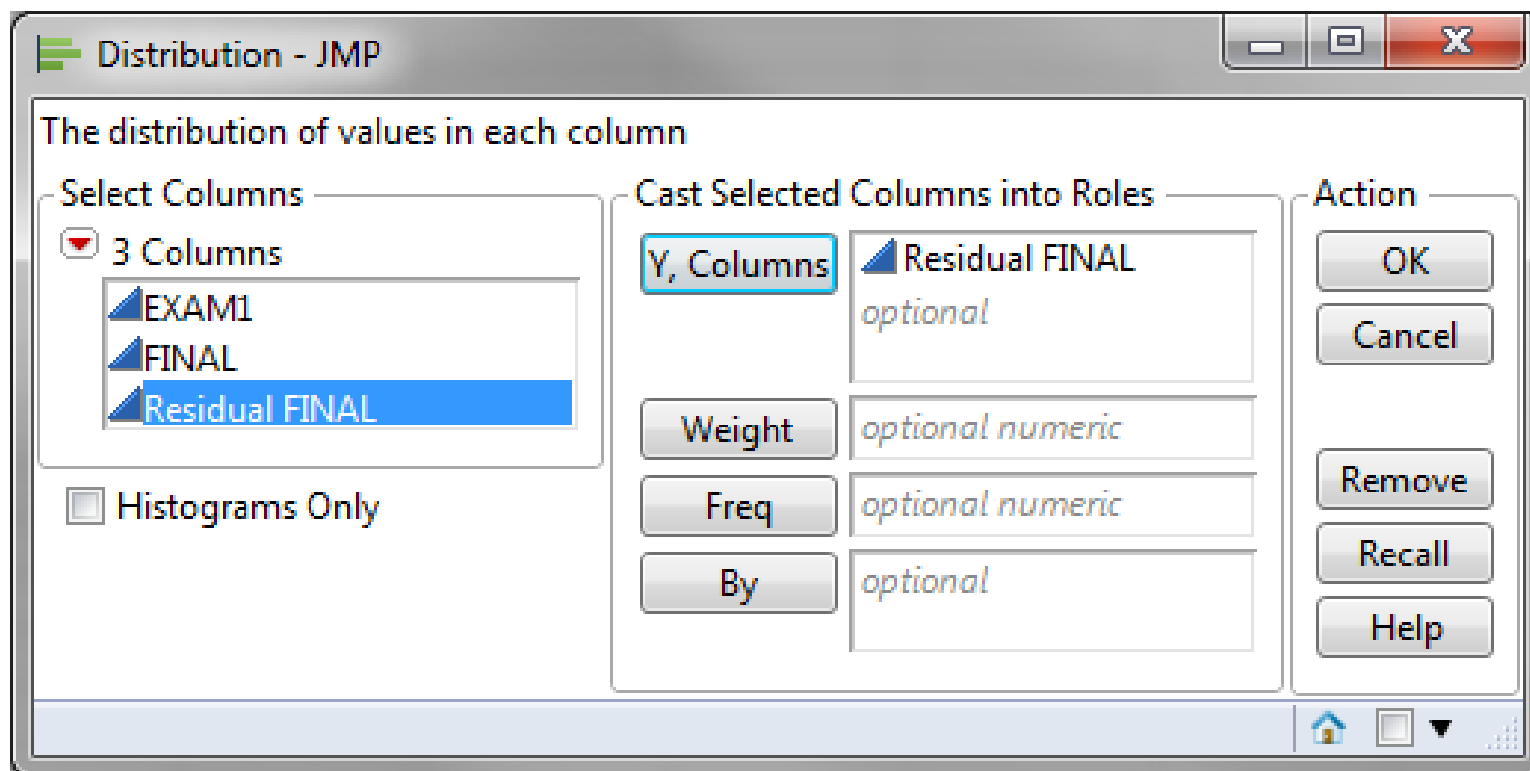 Distribution - JMP
The distribution of values in each column
Select Columns
3 Columns
EXAM1
FINAL
Residual FINAL
Histograms Only
Cast Selected Columns into Roles
Y, Columns
Residual FINAL
optional
Weight
optional numeric
Freq
optional numeric
By
optional
Action
OK
Cancel
Remove
Recall
Help